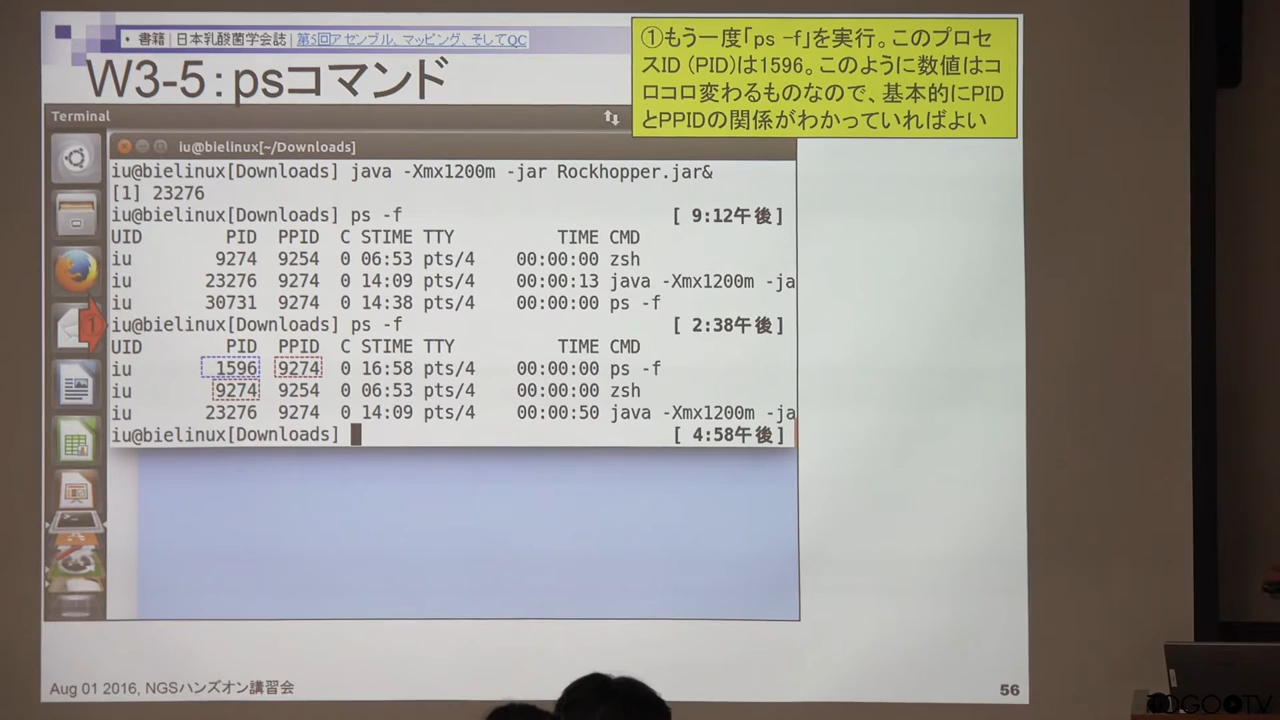 • 書籍 | 日本乳酸菌学会誌 | 第5回アセンブル、マッピング、そしてQC
W3-5：psコマンド
①もう一度「ps –f」を実行。このプロセ
スID (PID)は1596。このように数値はコ
ロコロ変わるものなので、基本的にPID
とPPIDの関係がわかっていればよい
Terminal
iu@bielinux[~/Downloads]
iu@bielinux[Downloads] java -Xmx1200m -jar Rockhopper.jar&
[1] 23276
iu@bielinux[Downloads] ps -f [ 9:12午後]
UID PID PPID C STIME TTY TIME CMD
iu 9274 9254 0 06:53 pts/4 00:00:00 zsh
iu 23276 9274 0 14:09 pts/4 00:00:13 java -Xmx1200m -ja
iu 30731 9274 0 14:38 pts/4 00:00:00 ps -f
1
iu@bielinux[Downloads] ps -f [ 2:38午後]
UID PID PPID C STIME TTY TIME CMD
iu 1596 9274 0 16:58 pts/4 00:00:00 ps -f
iu 9274 9254 0 06:53 pts/4 00:00:00 zsh
iu 23276 9274 0 14:09 pts/4 00:00:50 java -Xmx1200m -ja
iu@bielinux[Downloads] [ 4:58午後]
Aug 01 2016, NGSハンズオン講習会
56
TOGOTV